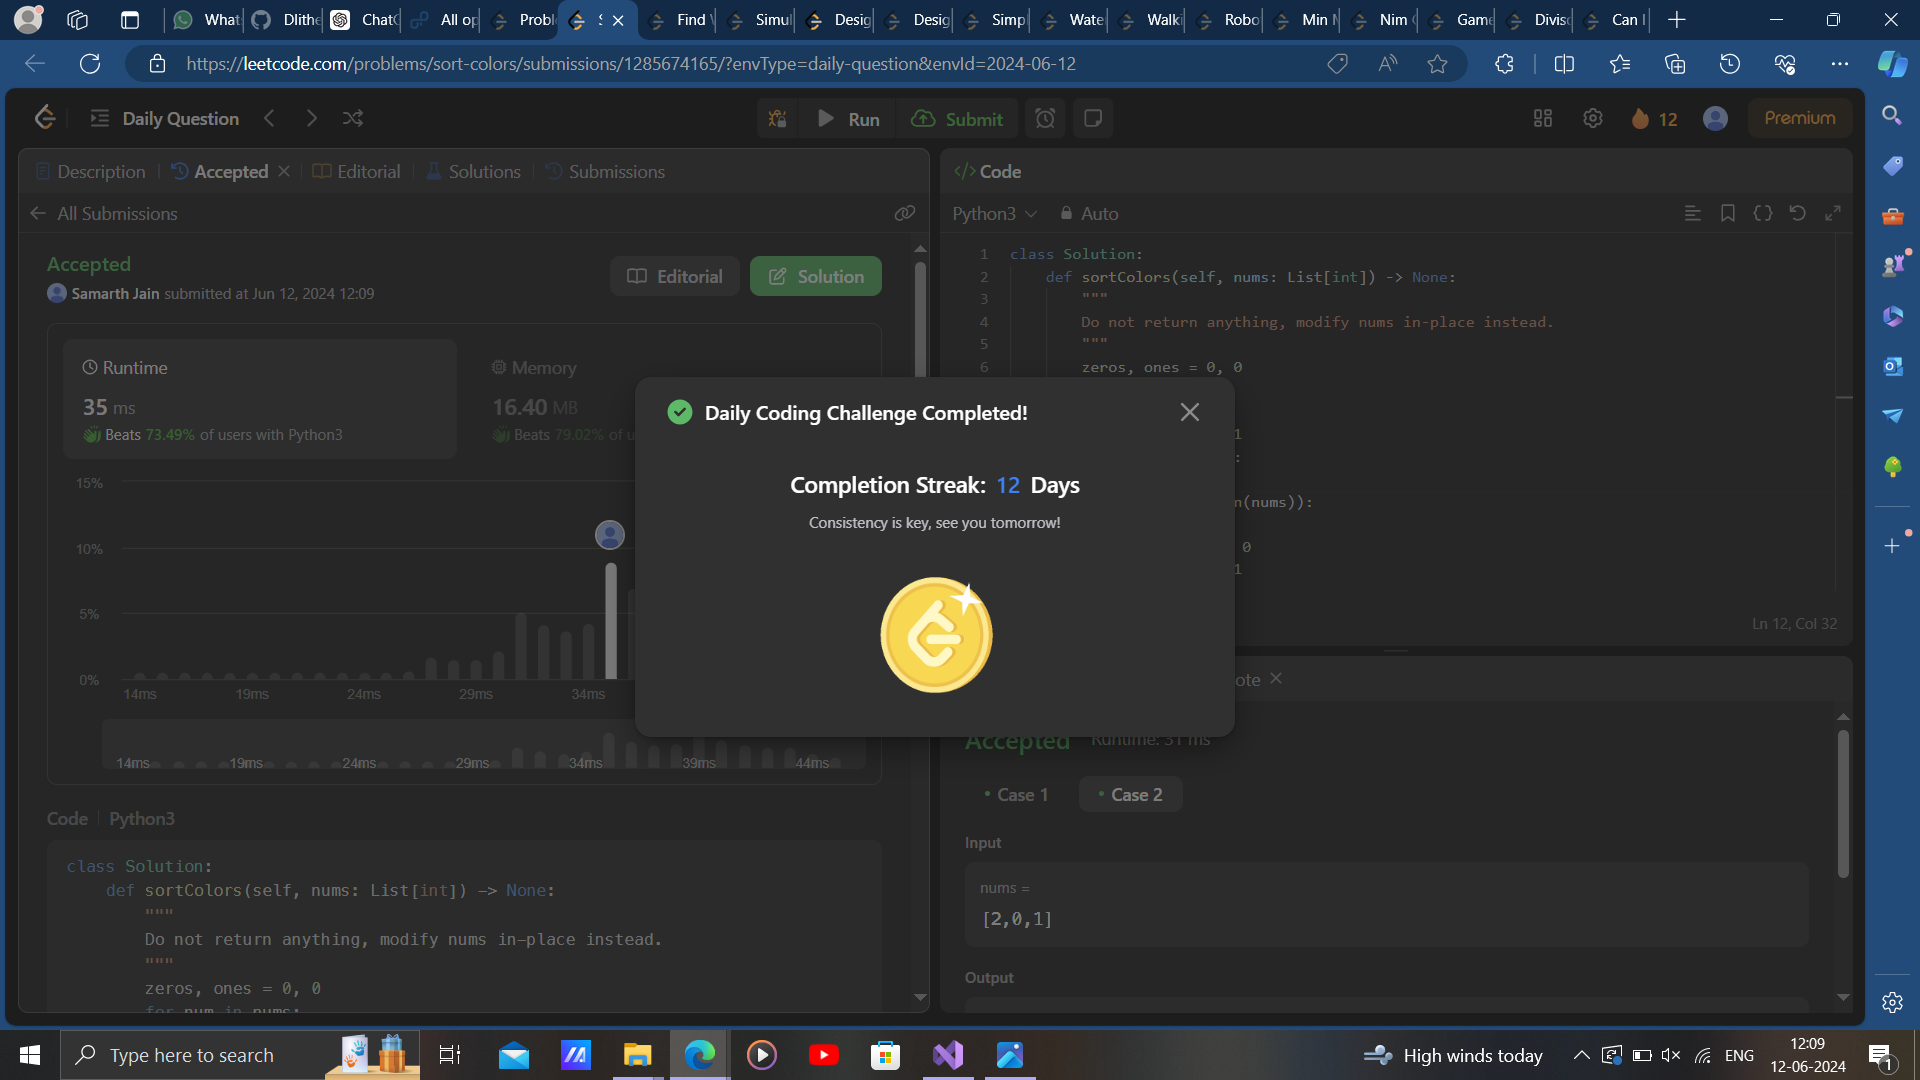 What
Dlithe
ChatG
All op
Proble
S
Find
Simul
Desig
Desig
Simpl
Wate
Walki
Robo
Min
Nim
Game
Diviso
Can I
https://leetcode.com/problems/sort-colors/submissions/1285674165/?envType=daily-question&envId=2024-06-12
Daily Question
Run
Submit
12
Premium
Description
Accepted
Editorial
Solutions
Submissions
All Submissions
Accepted
Samarth Jain submitted at Jun 12, 2024 12:09
Editorial
Solution
Runtime
35 ms
Beats 73.49% of users with Python3
Memory
16.40 MB
Beats 79.02% of u
15%
10%
5%
0%
14ms 19ms 24ms 29ms 34ms
14ms 19ms 24ms 29ms 34ms 39ms 44ms
Code
Python3
class Solution:
def sortColors(self, nums: List[int]) -> None:
"""
Do not return anything, modify nums in-place instead.
"""
zeros, ones = 0, 0
for num in nums:
Daily Coding Challenge Completed!
Completion Streak: 12 Days
Consistency is key, see you tomorrow!
</> Code
Python3
Auto
1 class Solution:
2 def sortColors(self, nums: List[int]) -> None:
3 """
4 Do not return anything, modify nums in-place instead.
5 """
6 zeros, ones = 0, 0
1
:
n(nums)):
0
1
Ln 12, Col 32
ote
Accepted
Runtime: 31 ms
Case 1
Case 2
Input
nums =
[2,0,1]
Output
Type here to search
High winds today
ENG
12:09
12-06-2024
1